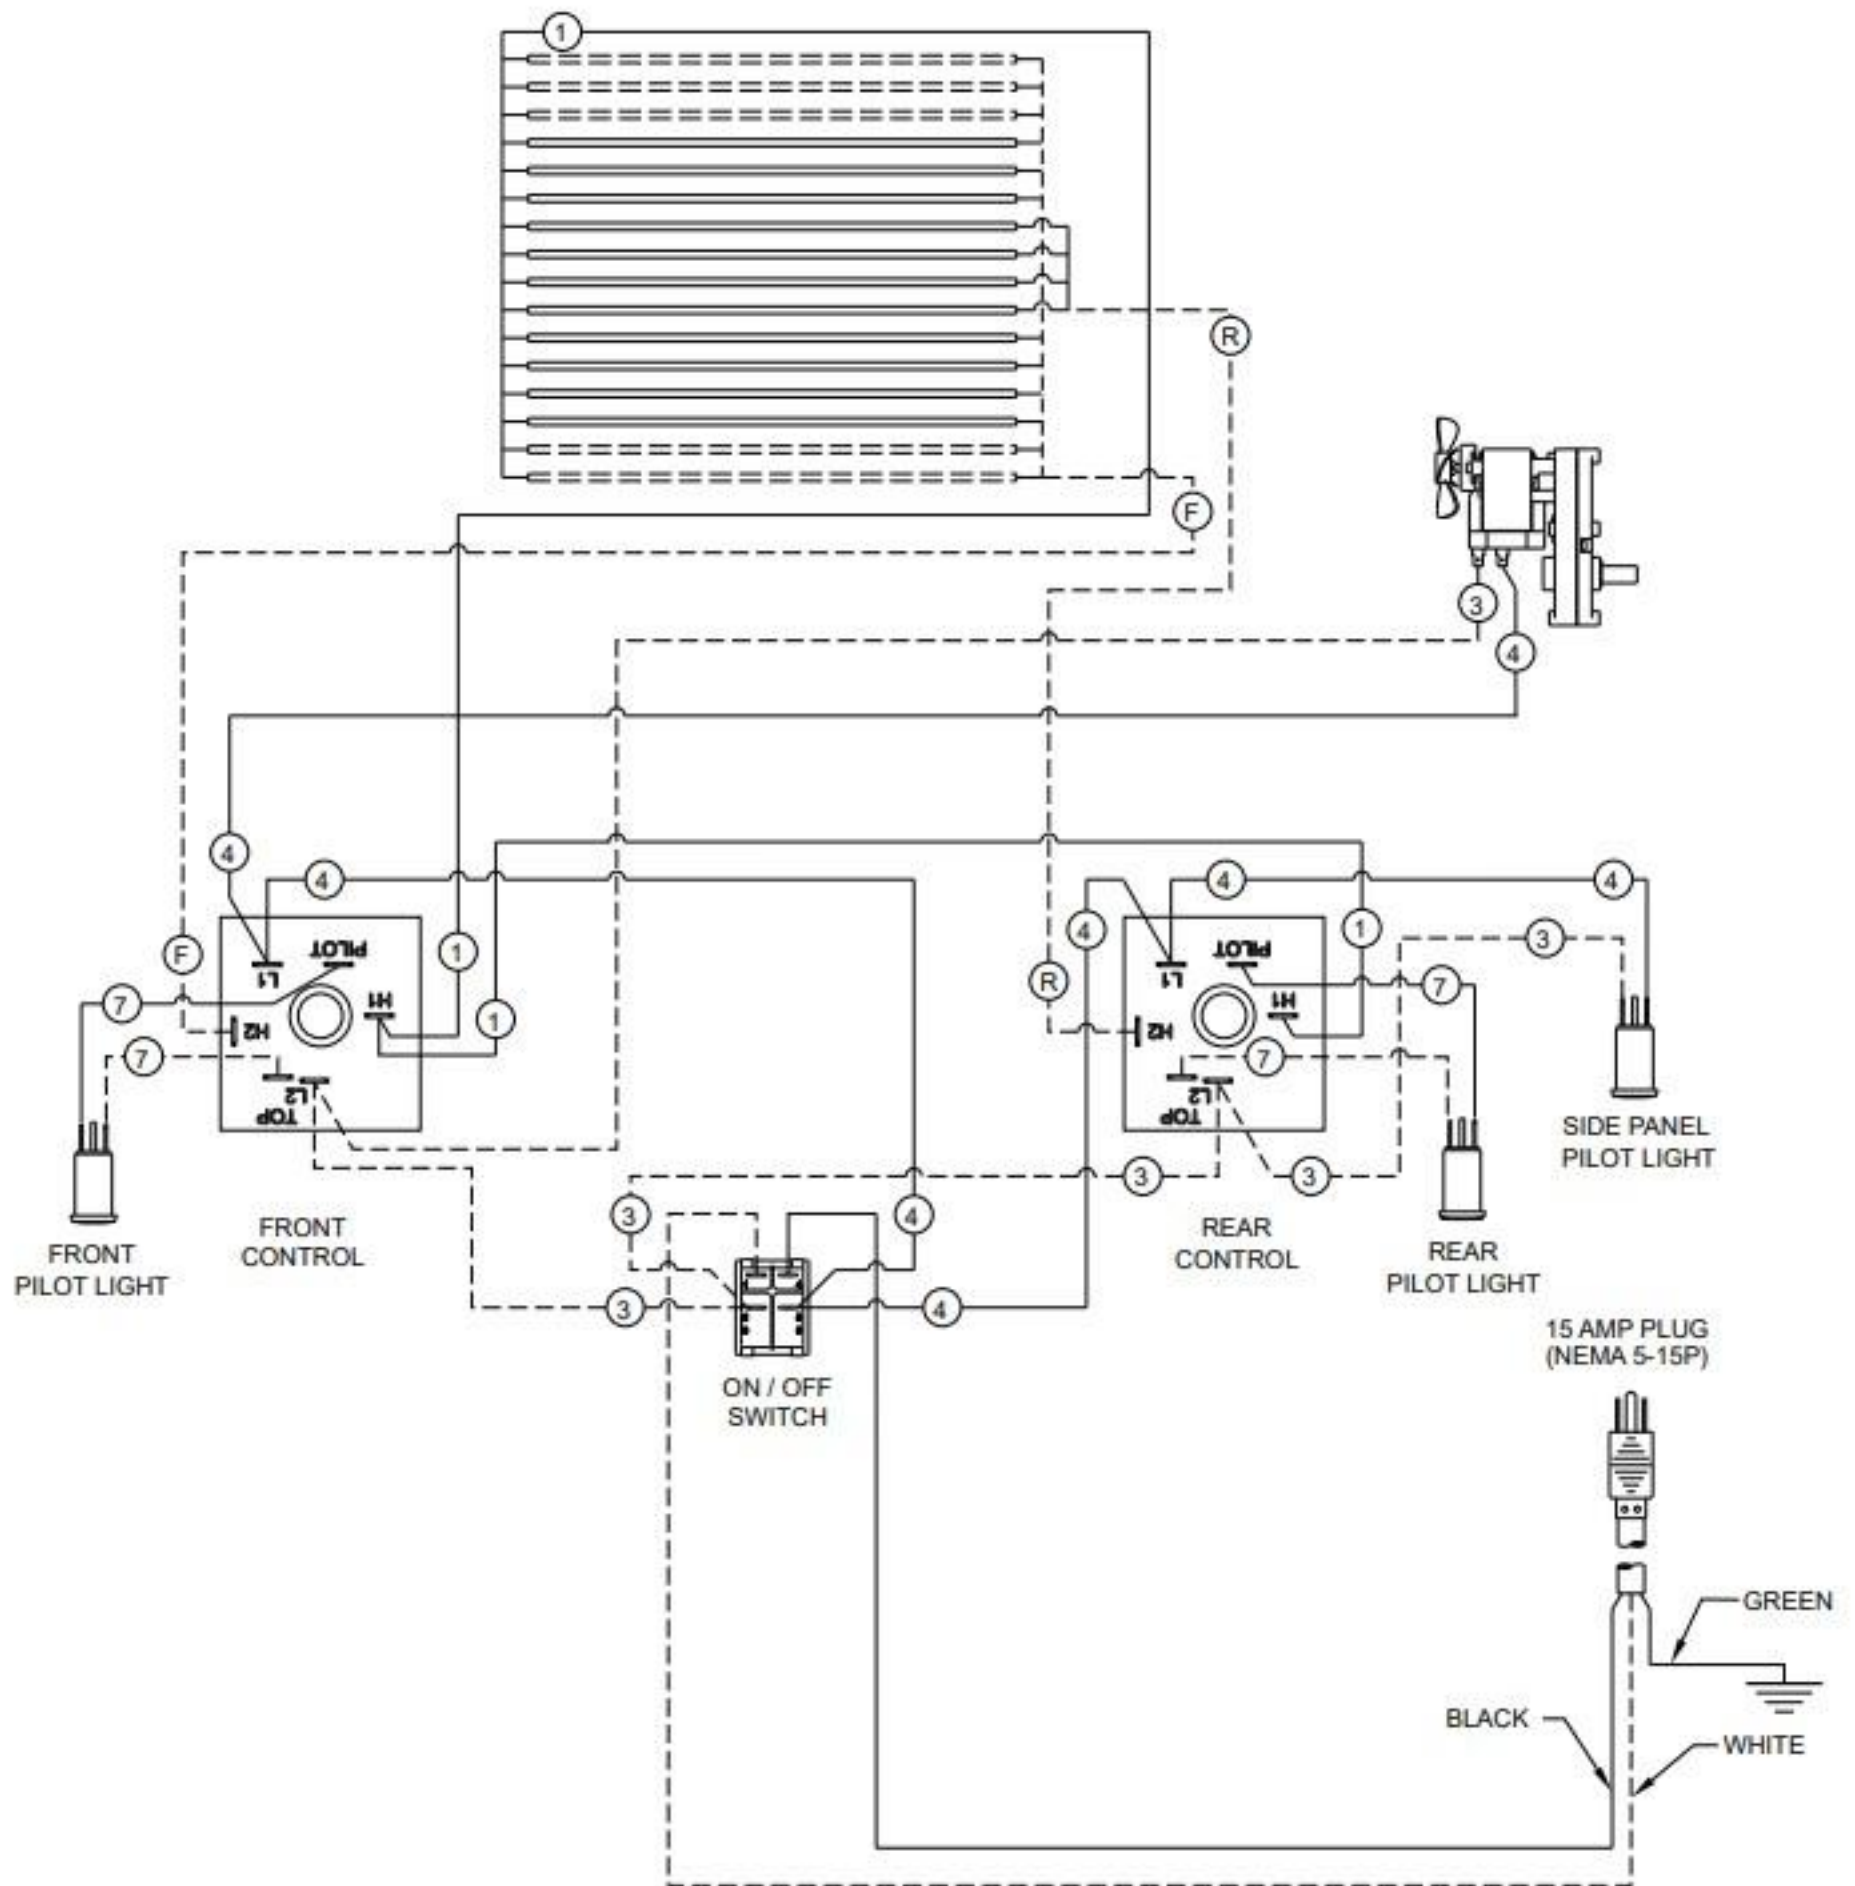 1
R
F
3
4
4
4
4
4
F
1
4
1
3
PILOT
L1
PILOT
L1
R
7
H1
H2
1
7
H1
H2
7
7
L2
TOP
L2
TOP
SIDE PANEL
PILOT LIGHT
3
3
3
4
FRONT
PILOT LIGHT
FRONT
CONTROL
REAR
CONTROL
REAR
PILOT LIGHT
3
4
ON / OFF
SWITCH
15 AMP PLUG
(NEMA 5-15P)
GREEN
BLACK
WHITE